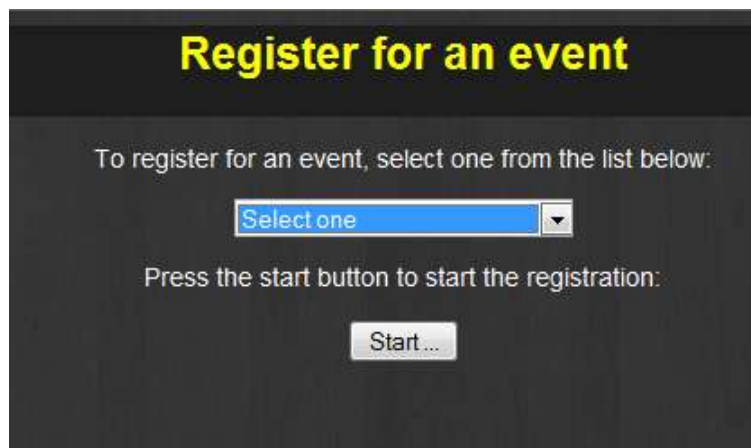 Register for an event
To register for an event, select one from the list below:
Select one
Press the start button to start the registration:
Start ...